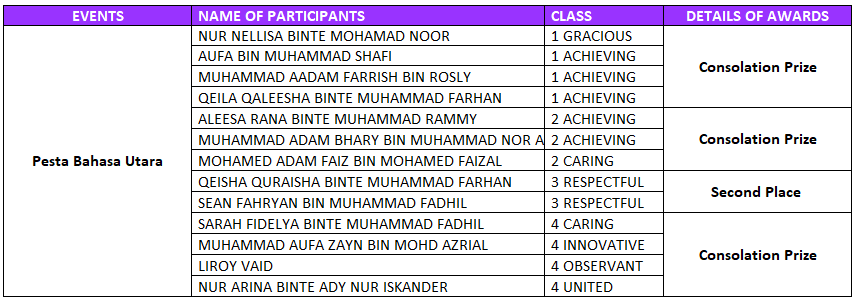 EVENTS NAME OF PARTICIPANTS CLASS DETAILS OF AWARDS
Pesta Bahasa Utara
NUR NELLISA BINTE MOHAMAD NOOR 1 GRACIOUS
AUFA BIN MUHAMMAD SHAFI 1 ACHIEVING
MUHAMMAD AADAM FARRISH BIN ROSLY 1 ACHIEVING
QEILA QALEESHA BINTE MUHAMMAD FARHAN 1 ACHIEVING
Consolation Prize
ALEESA RANA BINTE MUHAMMAD RAMMY 2 ACHIEVING
MUHAMMAD ADAM BHARY BIN MUHAMMAD NOR A 2 ACHIEVING
MOHAMED ADAM FAIZ BIN MOHAMED FAIZAL 2 CARING
Consolation Prize
QEISHA QURAISHA BINTE MUHAMMAD FARHAN 3 RESPECTFUL
SEAN FAHRYAN BIN MUHAMMAD FADHIL 3 RESPECTFUL
Second Place
SARAH FIDELYA BINTE MUHAMMAD FADHIL 4 CARING
MUHAMMAD AUFA ZAYN BIN MOHD AZRIAL 4 INNOVATIVE
LIROY VAID 4 OBSERVANT
NUR ARINA BINTE ADY NUR ISKANDER 4 UNITED
Consolation Prize